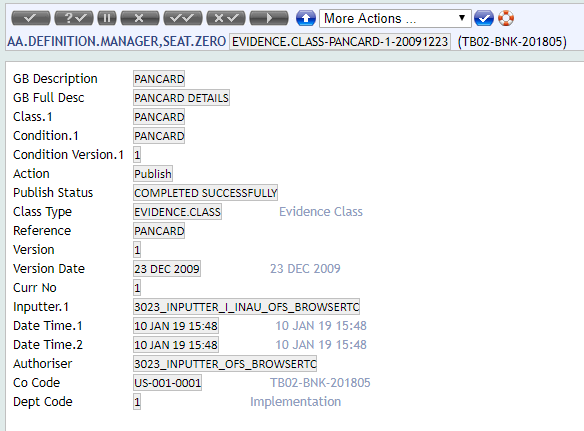 More Actions ...
AA.DEFINITION.MANAGER,SEAT.ZERO EVIDENCE.CLASS-PANCARD-1-20091223 (TB02-BNK-201805)
GB Description PANCARD
GB Full Desc PANCARD DETAILS
Class.1 PANCARD
Condition.1 PANCARD
Condition Version.1 1
Action Publish
Publish Status COMPLETED SUCCESSFULLY
Class Type EVIDENCE.CLASS Evidence Class
Reference PANCARD
Version 1
Version Date 23 DEC 2009 23 DEC 2009
Curr No 1
Inputter.1 3023_INPUTTER_I_INAU_OFS_BROWSERTC
Date Time.1 10 JAN 19 15:48 10 JAN 19 15:48
Date Time.2 10 JAN 19 15:48 10 JAN 19 15:48
Authoriser 3023_INPUTTER_OFS_BROWSERTC
Co Code US-001-0001 TB02-BNK-201805
Dept Code 1 Implementation